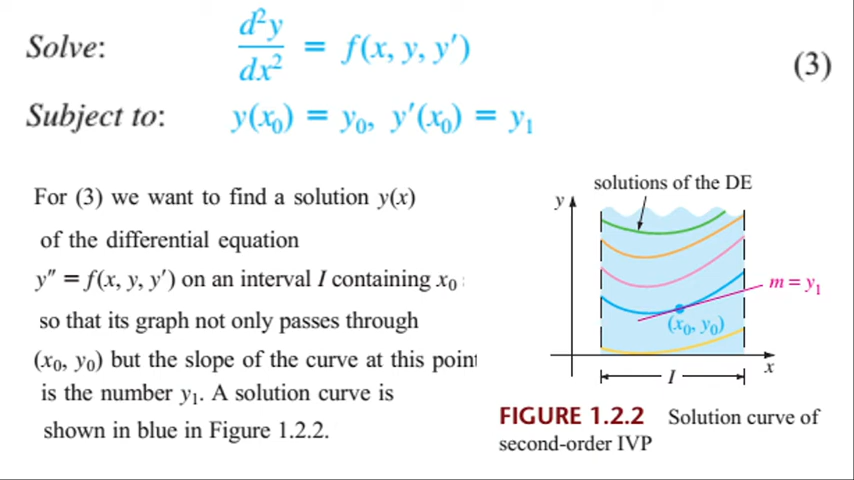 Solve: d²y/dx² = f(x, y, y′)
(3)
Subject to: y(x₀) = y₀, y′(x₀) = y₁
For (3) we want to find a solution y(x)
of the differential equation
y″ = f(x, y, y′) on an interval I containing x₀
so that its graph not only passes through
(x₀, y₀) but the slope of the curve at this point
is the number y₁. A solution curve is
shown in blue in Figure 1.2.2.
solutions of the DE
y
m = y₁
(x₀, y₀)
x
I
FIGURE 1.2.2 Solution curve of
second-order IVP